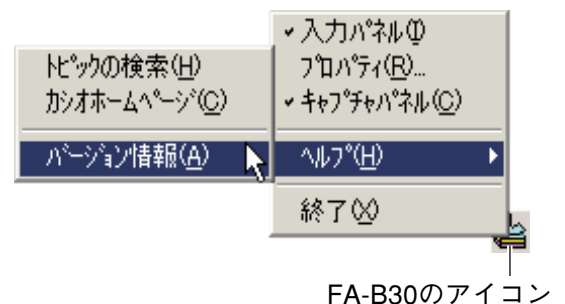 ✓入力ﾊﾟﾈﾙ(I)
ﾌﾟﾛﾊﾟﾃｨ(R)...
✓ｷｬﾌﾟﾁｬﾊﾟﾈﾙ(C)
ﾍﾙﾌﾟ(H)
終了(X)
ﾄﾋﾟｯｸの検索(H)
ｶｼｵﾎｰﾑﾍﾟｰｼﾞ(C)
ﾊﾞｰｼﾞｮﾝ情報(A)
FA-B30のアイコン